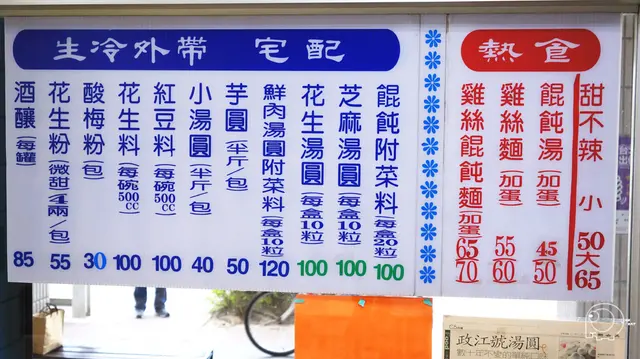 熱食
甜不辣 小 50 大 65
餛飩湯(加蛋) 45 50
雞絲麵(加蛋) 55 60
雞絲餛飩麵(加蛋) 65 70
生冷外帶 宅配
餛飩附菜料(每盒20粒) 100
芝麻湯圓(每盒10粒) 100
花生湯圓(每盒10粒) 100
鮮肉湯圓附菜料(每盒10粒) 120
芋圓(半斤/包) 50
小湯圓(半斤/包) 40
紅豆料(每碗500cc) 100
花生料(每碗500cc) 100
酸梅粉(包) 30
花生粉(微甜4兩/包) 55
酒釀(每罐) 85
政江號湯圓